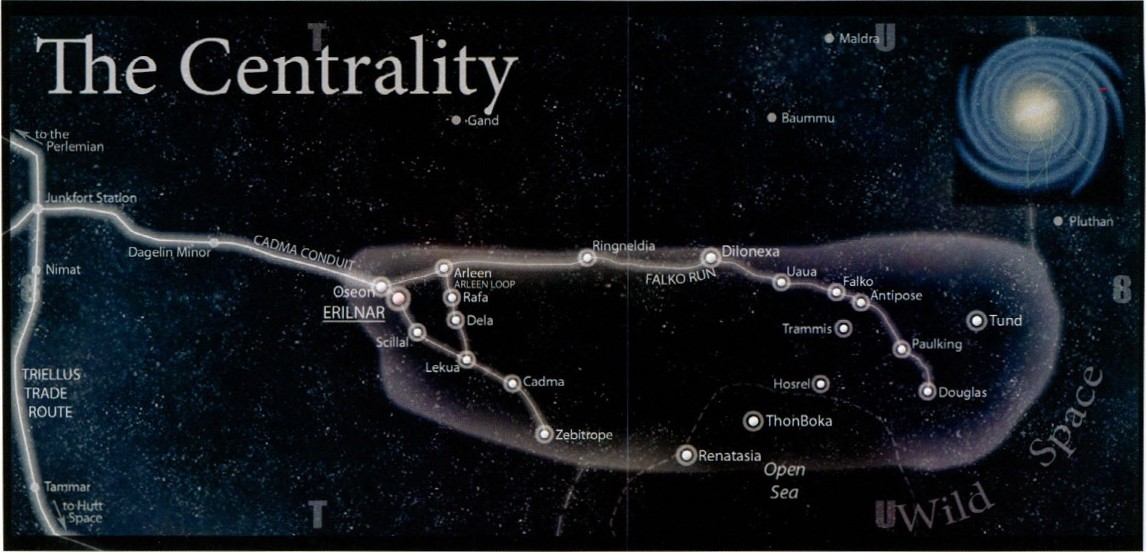 The Centrality
T
U
Maldra
Gand
Baummu
to the
Perlemian
Junkfort Station
Pluthan
Dagelin Minor
CADMA CONDUIT
Ringneldia
Dilonexa
Nimat
Arleen
ARLEEN LOOP
FALKO RUN
Uaua
Falko
Oseon
Rafa
Antipose
8
8
ERILNAR
Dela
Trammis
Tund
Scillal
Paulking
Lekua
TRIELLUS
TRADE
ROUTE
Cadma
Hosrel
Douglas
ThonBoka
Zebitrope
Renatasia
Open
Sea
Tammar
to Hutt
Space
T
U
Wild
Space